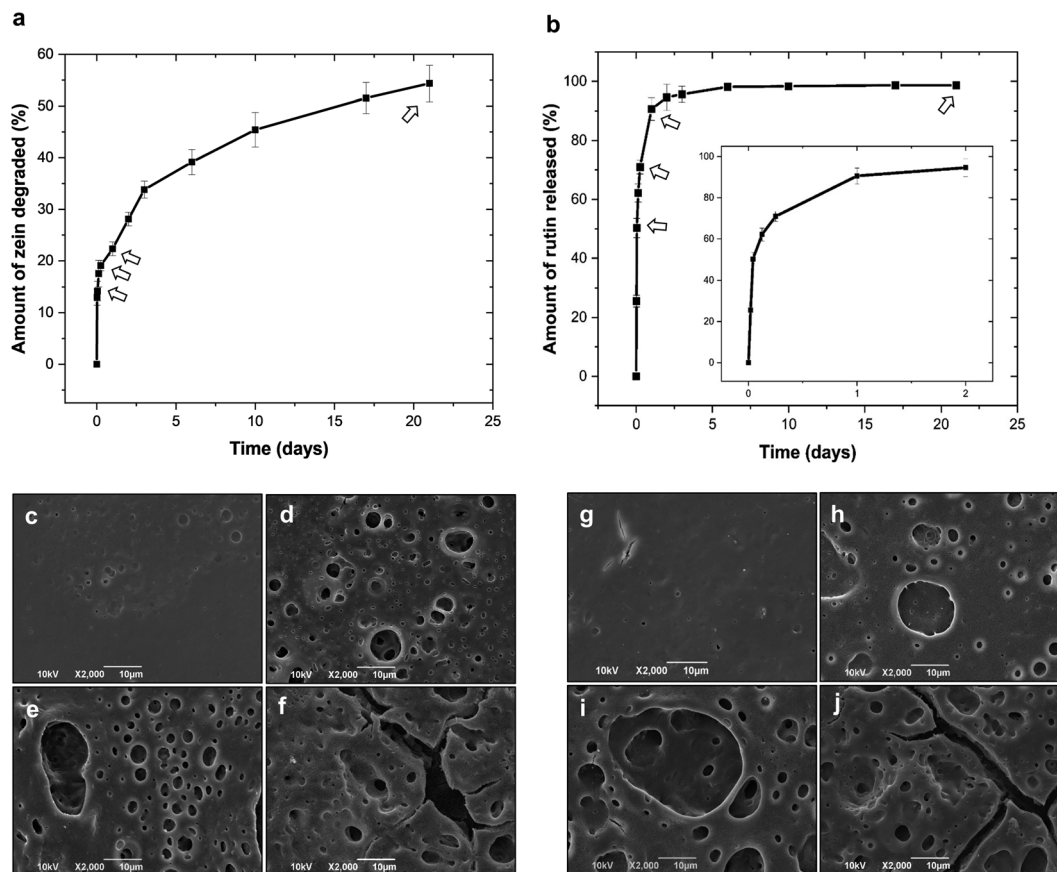 a
Amount of zein degraded (%)
60
50
40
30
20
10
0
0 5 10 15 20 25
Time (days)
b
Amount of rutin released (%)
100
80
60
40
20
0
0 5 10 15 20 25
Time (days)
100
80
60
40
20
0
0 1 2
c
10kV X2,000 10µm
d
10kV X2,000 10µm
e
10kV X2,000 10µm
f
10kV X2,000 10µm
g
10kV X2,000 10µm
h
10kV X2,000 10µm
i
10kV X2,000 10µm
j
10kV X2,000 10µm